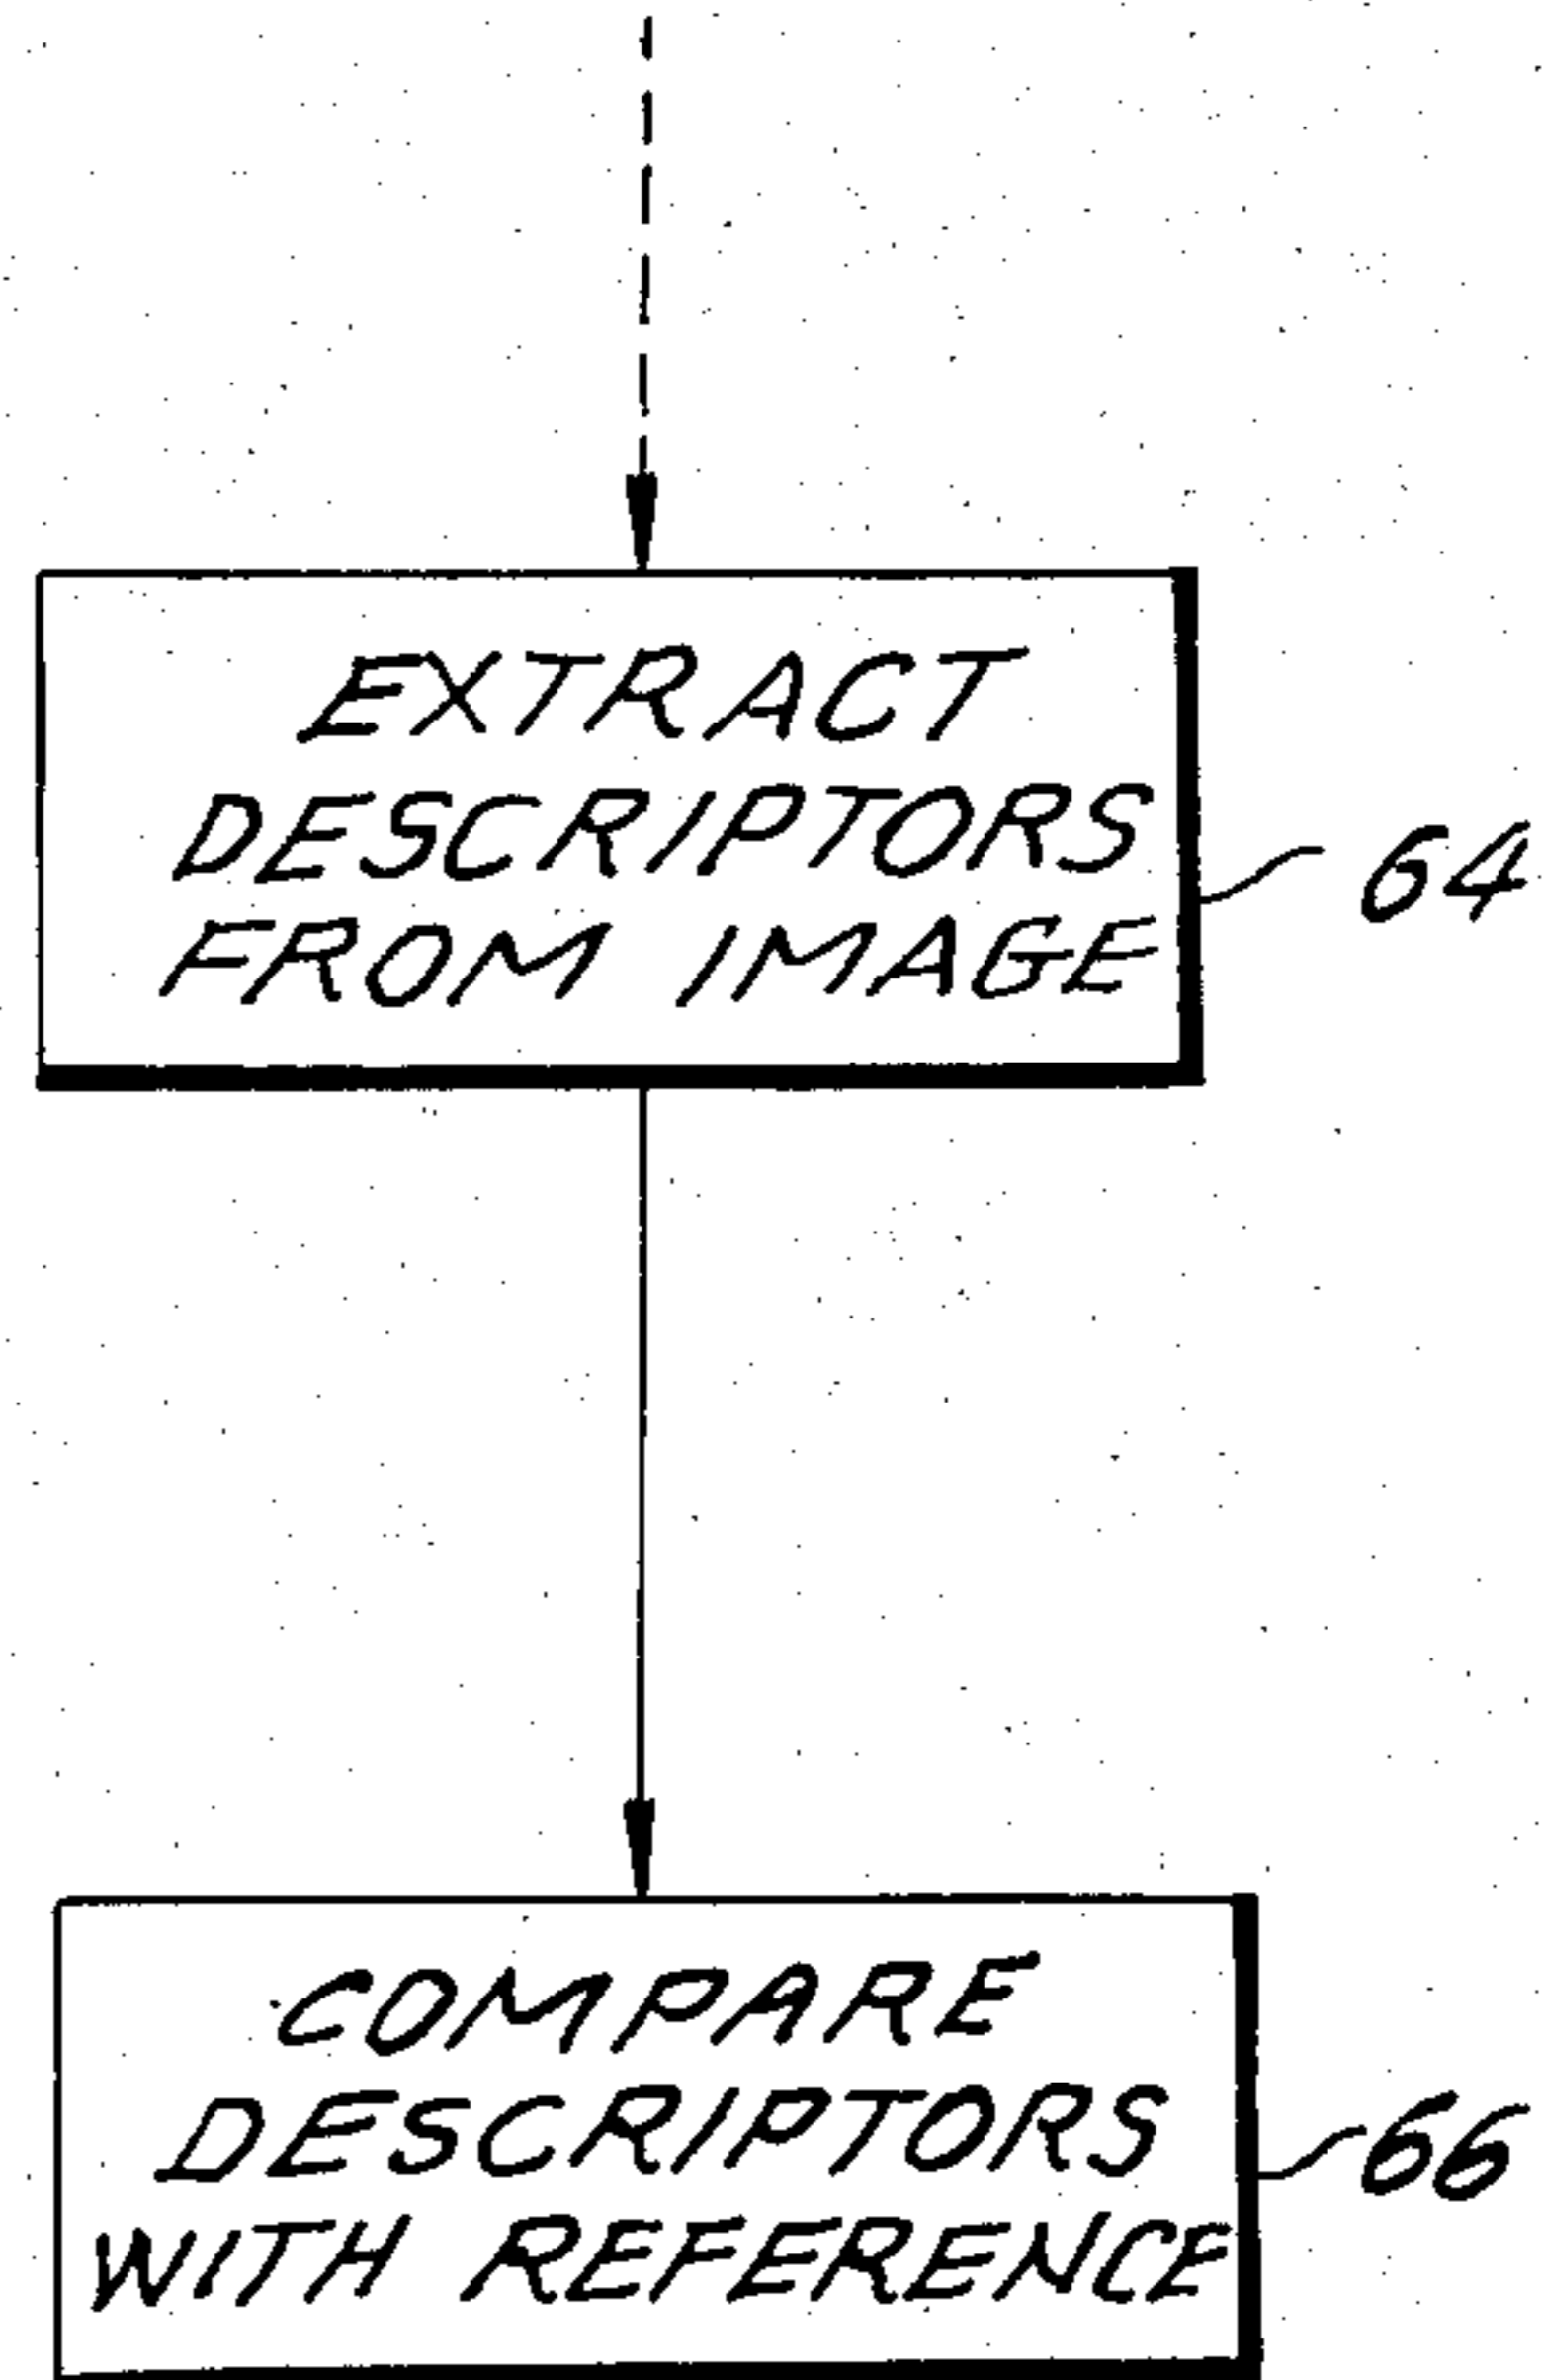 EXTRACT
DESCRIPTORS
FROM IMAGE
64
COMPARE
DESCRIPTORS
WITH REFERENCE
66